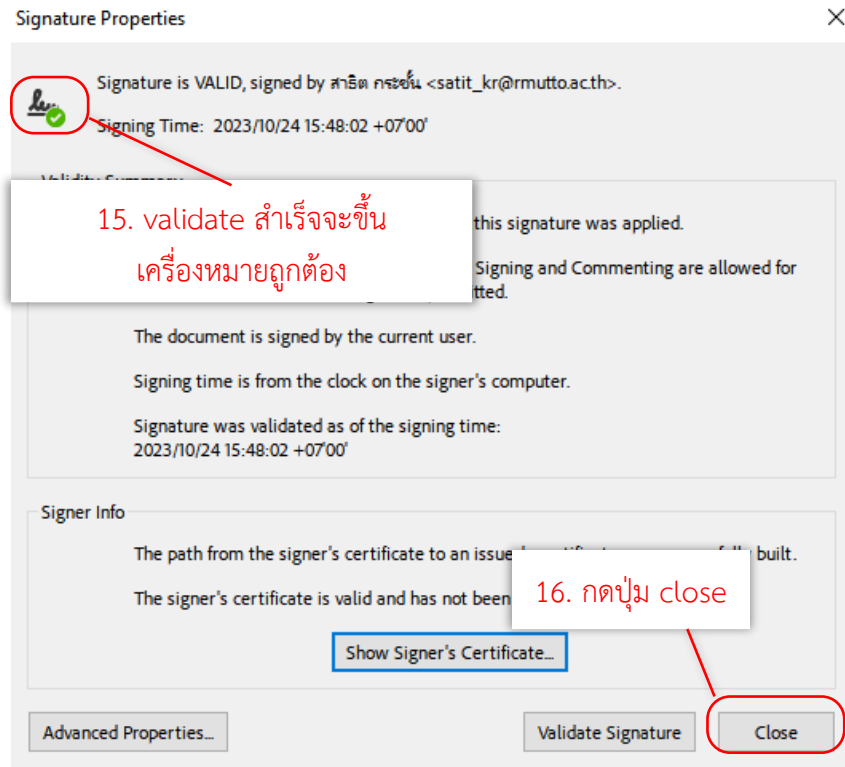 Signature Properties
Signature is VALID, signed by สาธิต กระชั้น <satit_kr@rmutto.ac.th>.
Signing Time: 2023/10/24 15:48:02 +07'00'
15. validate สำเร็จจะขึ้น
เครื่องหมายถูกต้อง
this signature was applied.
Signing and Commenting are allowed for
The document is signed by the current user.
Signing time is from the clock on the signer's computer.
Signature was validated as of the signing time:
2023/10/24 15:48:02 +07'00'
Signer Info
The path from the signer's certificate to an built.
The signer's certificate is valid and has not been
16. กดปุ่ม close
Show Signer's Certificate...
Advanced Properties...
Validate Signature
Close